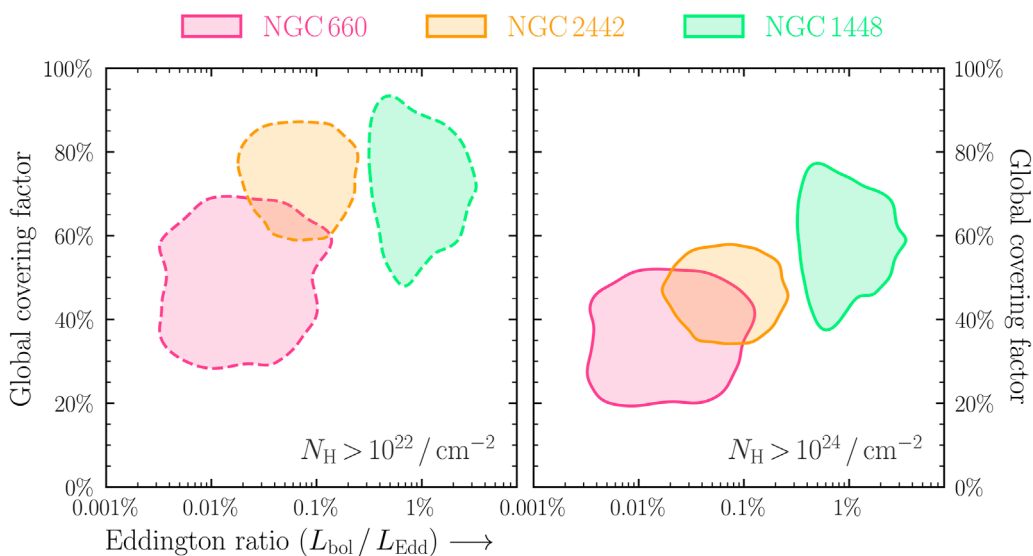 NGC 660 NGC 2442 NGC 1448
100% 100%
80% 80%
60% 60%
40% 40%
20% 20%
0% 0%
Global covering factor
Global covering factor
N_H > 10^22 / cm^−2
N_H > 10^24 / cm^−2
0.001% 0.01% 0.1% 1% 0.001% 0.01% 0.1% 1%
Eddington ratio (L_bol / L_Edd) ⟶